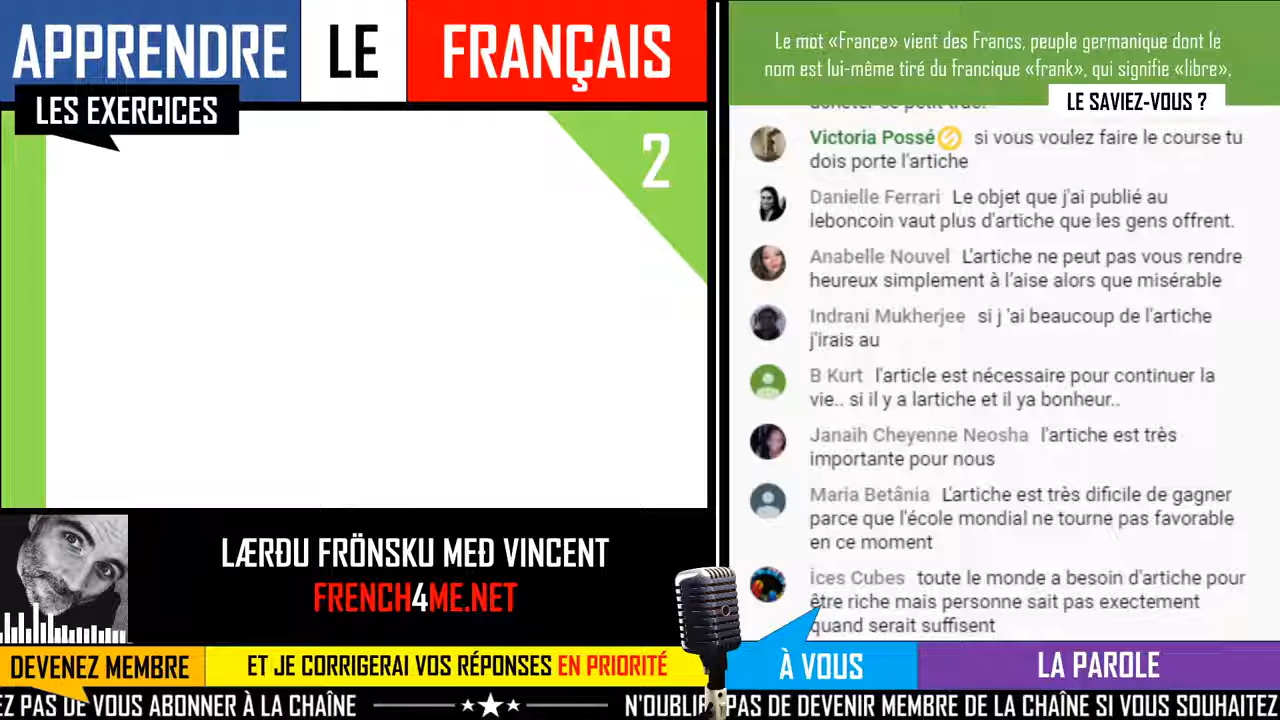 APPRENDRE LE FRANÇAIS
LES EXERCICES
2
LÆRÐU FRÖNSKU MEÐ VINCENT
FRENCH4ME.NET
DEVENEZ MEMBRE
ET JE CORRIGERAI VOS RÉPONSES EN PRIORITÉ
Le mot «France» vient des Francs, peuple germanique dont le
nom est lui-même tiré du francique «frank», qui signifie «libre».
LE SAVIEZ-VOUS ?
Victoria Possé si vous voulez faire le course tu
dois porte l'artiche
Danielle Ferrari Le objet que j'ai publié au
leboncoin vaut plus d'artiche que les gens offrent.
Anabelle Nouvel L'artiche ne peut pas vous rendre
heureux simplement à l'aise alors que misérable
Indrani Mukherjee si j 'ai beaucoup de l'artiche
j'irais au
B Kurt l'article est nécessaire pour continuer la
vie.. si il y a lartiche et il ya bonheur..
Janaih Cheyenne Neosha l'artiche est très
importante pour nous
Maria Betânia L'artiche est très dificile de gagner
parce que l'école mondial ne tourne pas favorable
en ce moment
İces Cubes toute le monde a besoin d'artiche pour
être riche mais personne sait pas exectement
quand serait suffisent
À VOUS LA PAROLE
EZ PAS DE VOUS ABONNER À LA CHAÎNE N'OUBLIE PAS DE DEVENIR MEMBRE DE LA CHAÎNE SI VOUS SOUHAITEZ